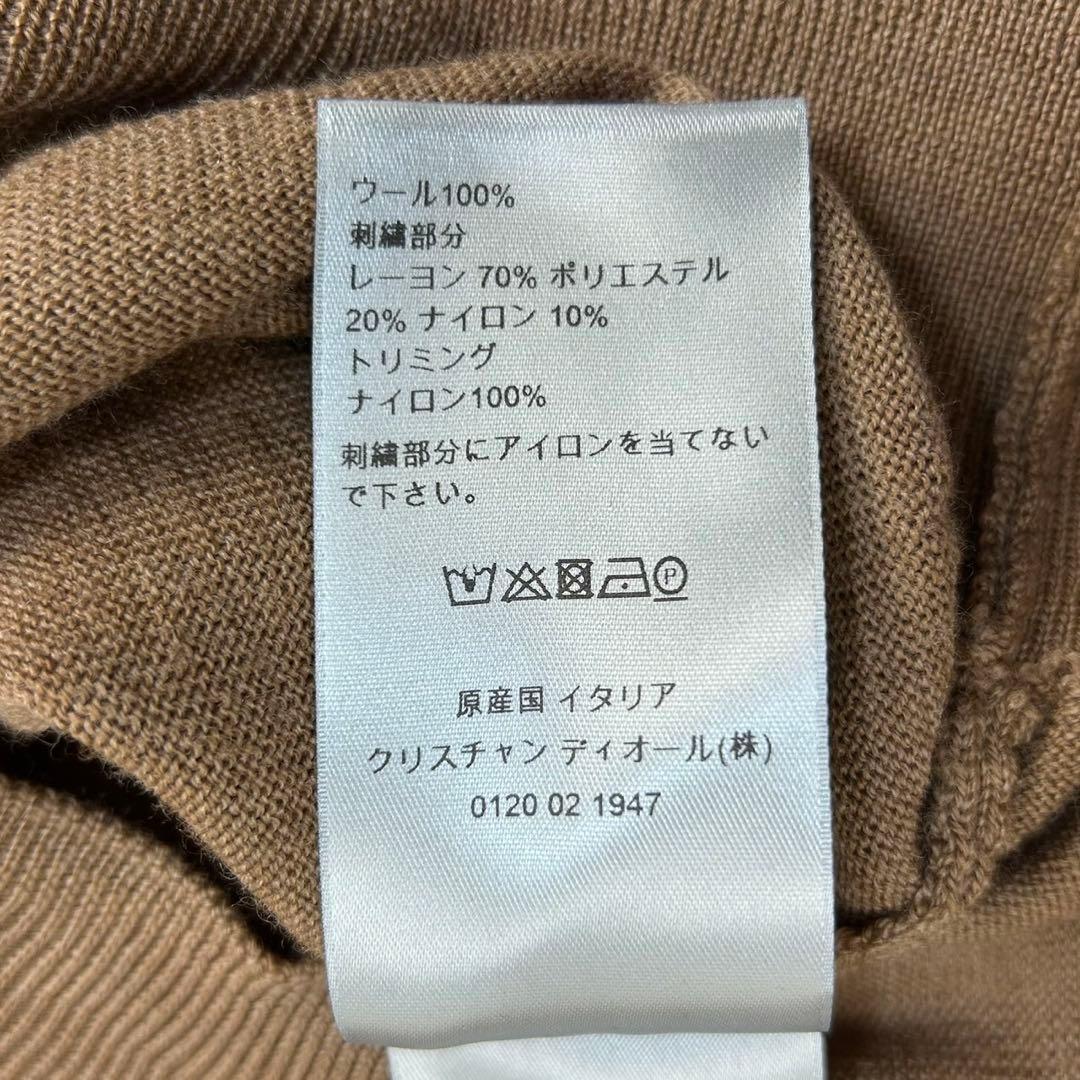 ウール100%
刺繍部分
レーヨン 70% ポリエステル
20% ナイロン 10%
トリミング
ナイロン100%
刺繍部分にアイロンを当てない
で下さい。
P
原産国 イタリア
クリスチャン ディオール(株)
0120 02 1947